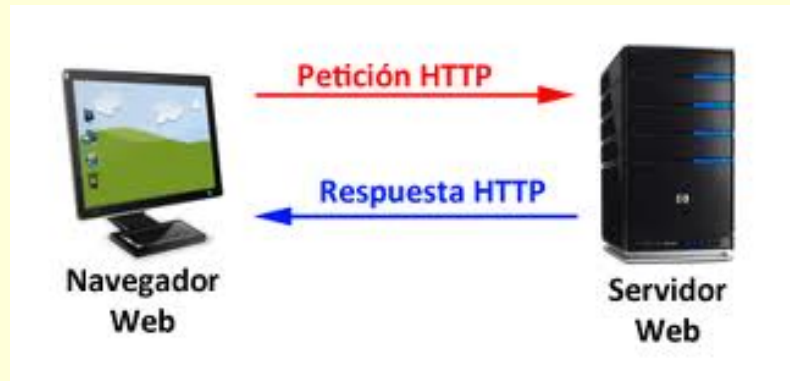 Petición HTTP
Respuesta HTTP
Navegador
Web
Servidor
Web